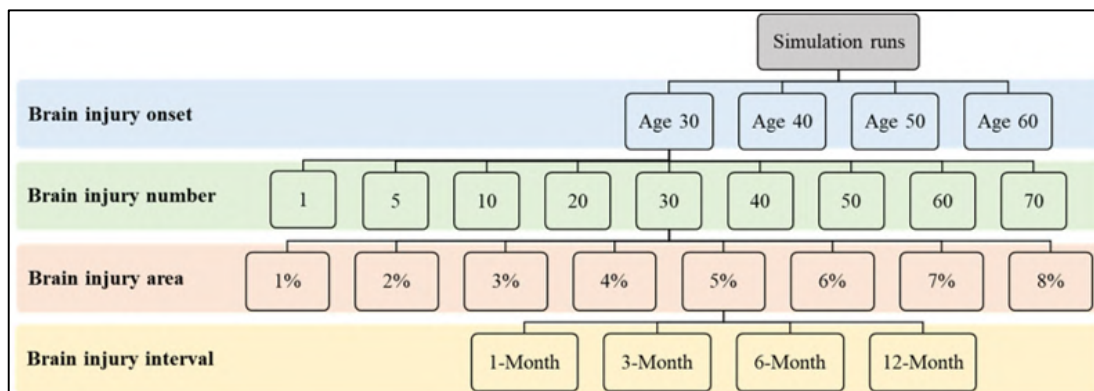 Simulation runs
Brain injury onset
Age 30 Age 40 Age 50 Age 60
Brain injury number
1 5 10 20 30 40 50 60 70
Brain injury area
1% 2% 3% 4% 5% 6% 7% 8%
Brain injury interval
1-Month 3-Month 6-Month 12-Month